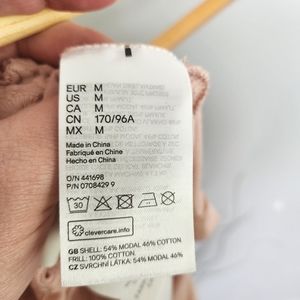 EUR M
US M
CA M
CN 170/96A
MX M
Made in China
Fabriqué en Chine
Hecho en China
O/N 441698
P/N 0708429 9
30
clevercare.info
GB SHELL: 54% MODAL 46% COTTON.
FRILL: 100% COTTON.
CZ SVRCHNÍ LÁTKA: 54% MODAL 46%